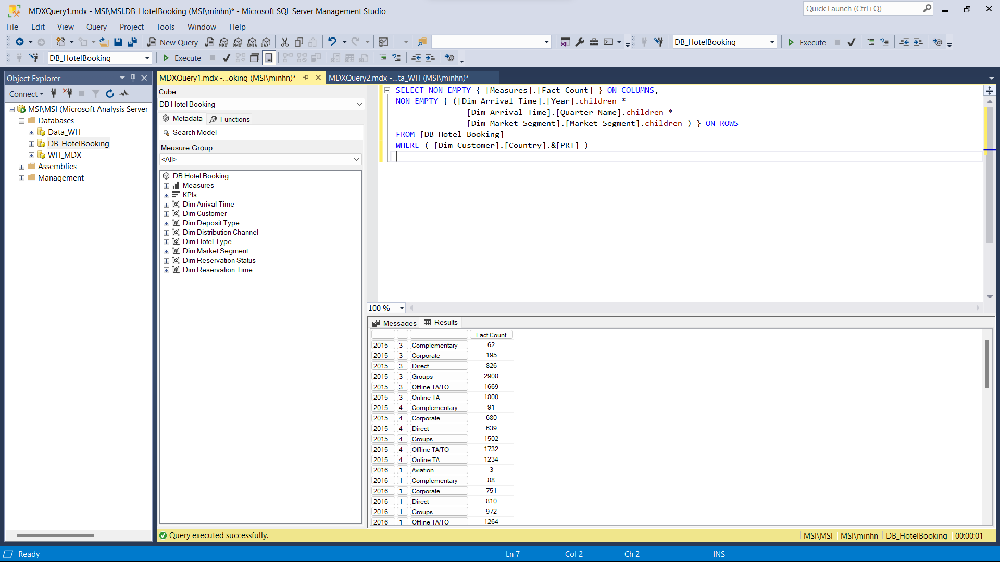 MDXQuery1.mdx - MSI\MSI.DB_HotelBooking (MSI\minhn)* - Microsoft SQL Server Management Studio
Quick Launch (Ctrl+Q)
File Edit View Query Project Tools Window Help
New Query MDX DMX XMLA DAX DB_HotelBooking Execute
DB_HotelBooking Execute
Object Explorer
Connect
MSI\MSI (Microsoft Analysis Server
Databases
Data_WH
DB_HotelBooking
WH_MDX
Assemblies
Management
MDXQuery1.mdx -...oking (MSI\minhn)* MDXQuery2.mdx -...ta_WH (MSI\minhn)*
Cube:
DB Hotel Booking
Metadata Functions
Search Model
Measure Group:
<All>
DB Hotel Booking
Measures
KPIs
Dim Arrival Time
Dim Customer
Dim Deposit Type
Dim Distribution Channel
Dim Hotel Type
Dim Market Segment
Dim Reservation Status
Dim Reservation Time
SELECT NON EMPTY { [Measures].[Fact Count] } ON COLUMNS,
NON EMPTY { ([Dim Arrival Time].[Year].children *
[Dim Arrival Time].[Quarter Name].children *
[Dim Market Segment].[Market Segment].children ) } ON ROWS
FROM [DB Hotel Booking]
WHERE ( [Dim Customer].[Country].&[PRT] )
100 %
Messages Results
Fact Count
2015 3 Complementary 62
2015 3 Corporate 195
2015 3 Direct 826
2015 3 Groups 2908
2015 3 Offline TA/TO 1669
2015 3 Online TA 1800
2015 4 Complementary 91
2015 4 Corporate 680
2015 4 Direct 639
2015 4 Groups 1502
2015 4 Offline TA/TO 1732
2015 4 Online TA 1234
2016 1 Aviation 3
2016 1 Complementary 88
2016 1 Corporate 751
2016 1 Direct 810
2016 1 Groups 972
2016 1 Offline TA/TO 1264
Query executed successfully. MSI\MSI MSI\minhn DB_HotelBooking 00:00:01
Ready Ln 7 Col 2 Ch 2 INS